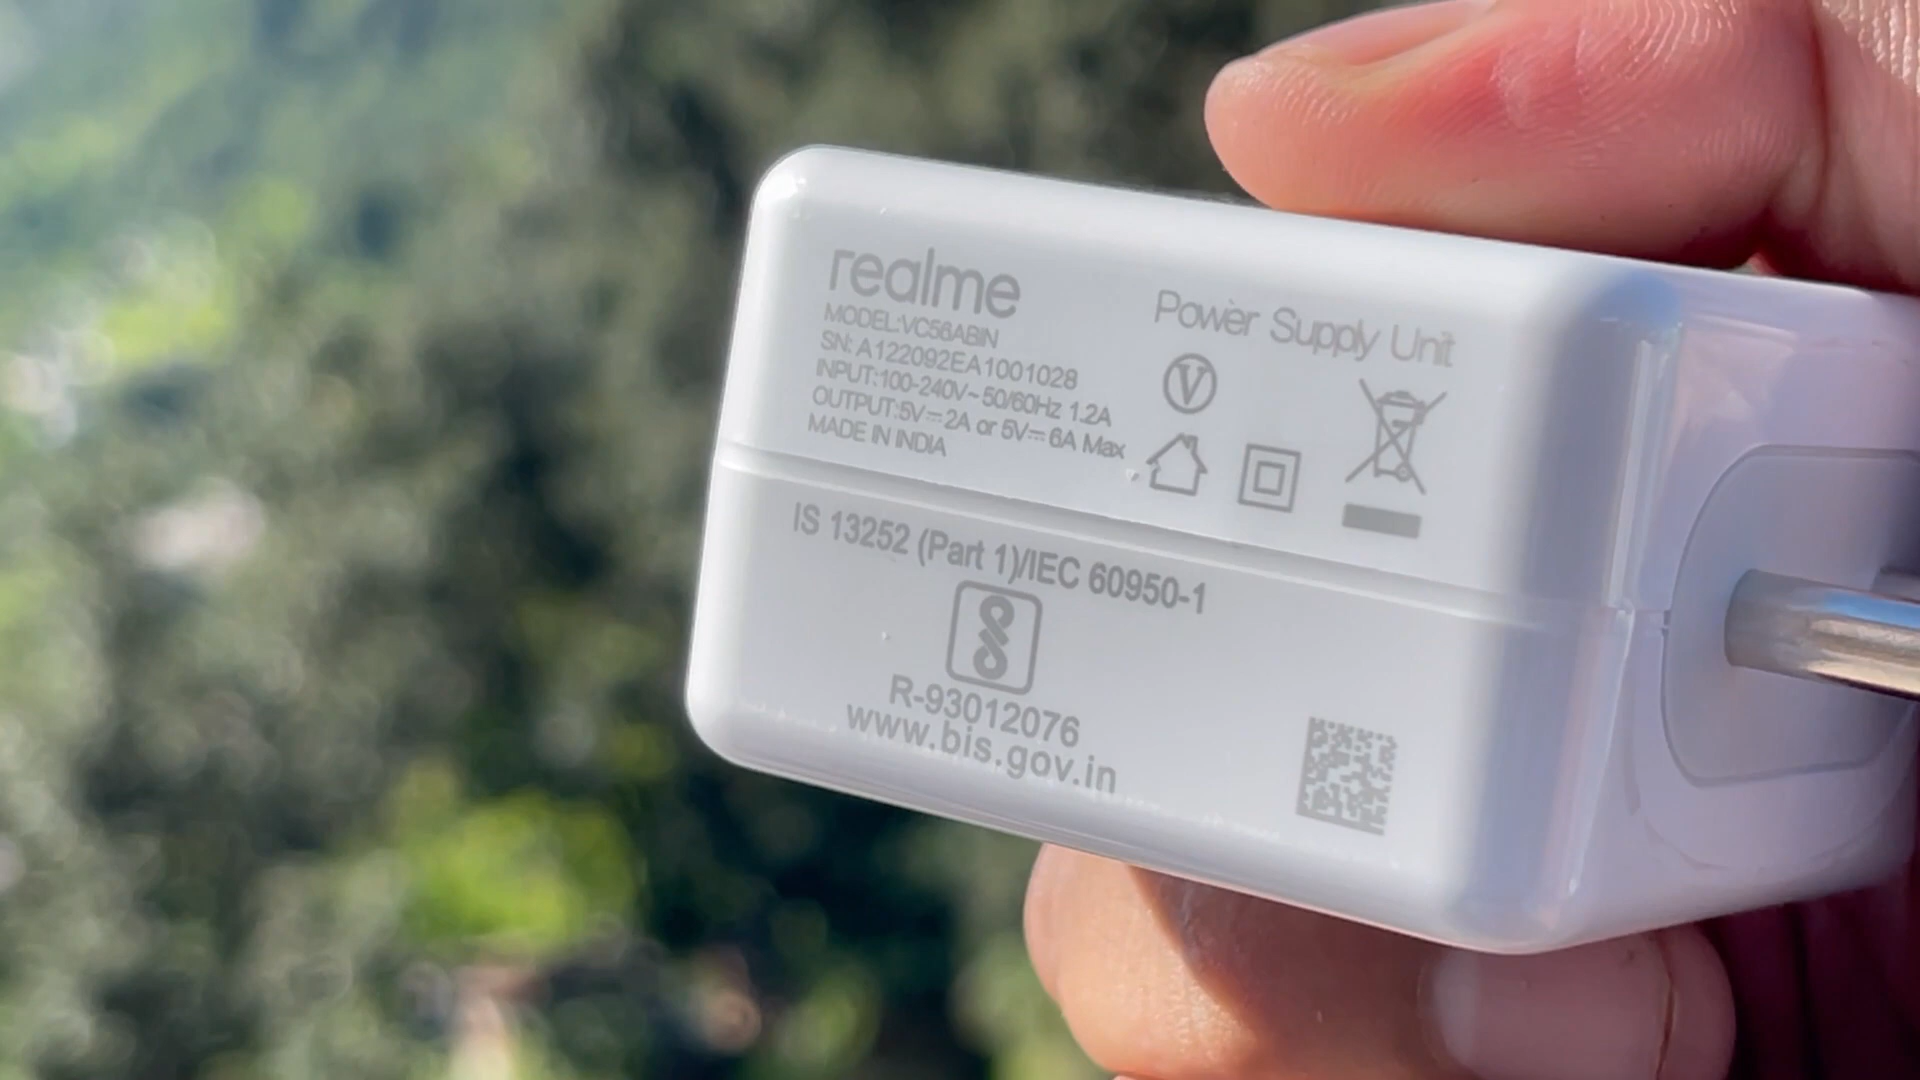 realme
MODEL:VC56ABIN
SN: A122092EA1001028
INPUT:100-240V~50/60Hz 1.2A
OUTPUT:5V⎓2A or 5V⎓6A Max
MADE IN INDIA
Power Supply Unit
V
IS 13252 (Part 1)/IEC 60950-1
R-93012076
www.bis.gov.in